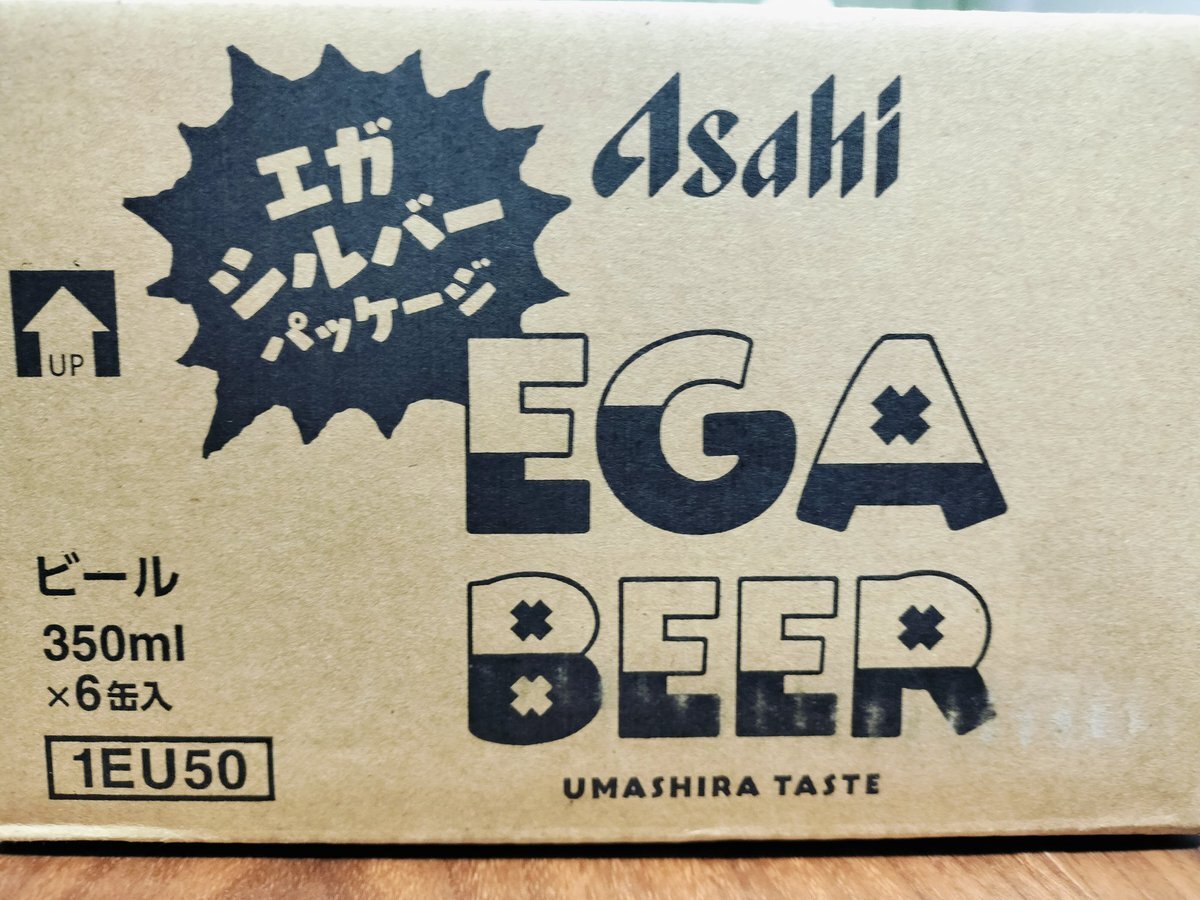 エガ
シルバー
パッケージ
Asahi
UP
EGA
BEER
UMASHIRA TASTE
ビール
350ml
×6缶入
1EU50